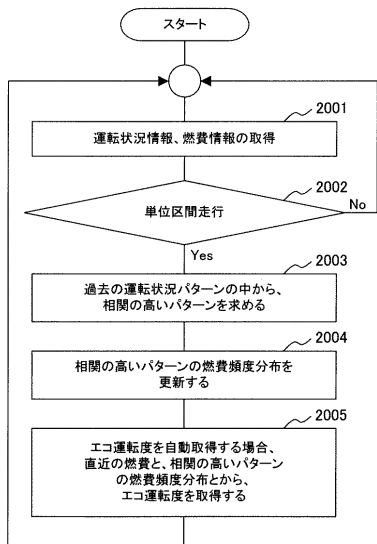 スタート
2001
運転状況情報、燃費情報の取得
2002
単位区間走行
No
Yes
2003
過去の運転状況パターンの中から、
相関の高いパターンを求める
2004
相関の高いパターンの燃費頻度分布を
更新する
2005
エコ運転度を自動取得する場合、
直近の燃費と、相関の高いパターン
の燃費頻度分布とから、
エコ運転度を取得する